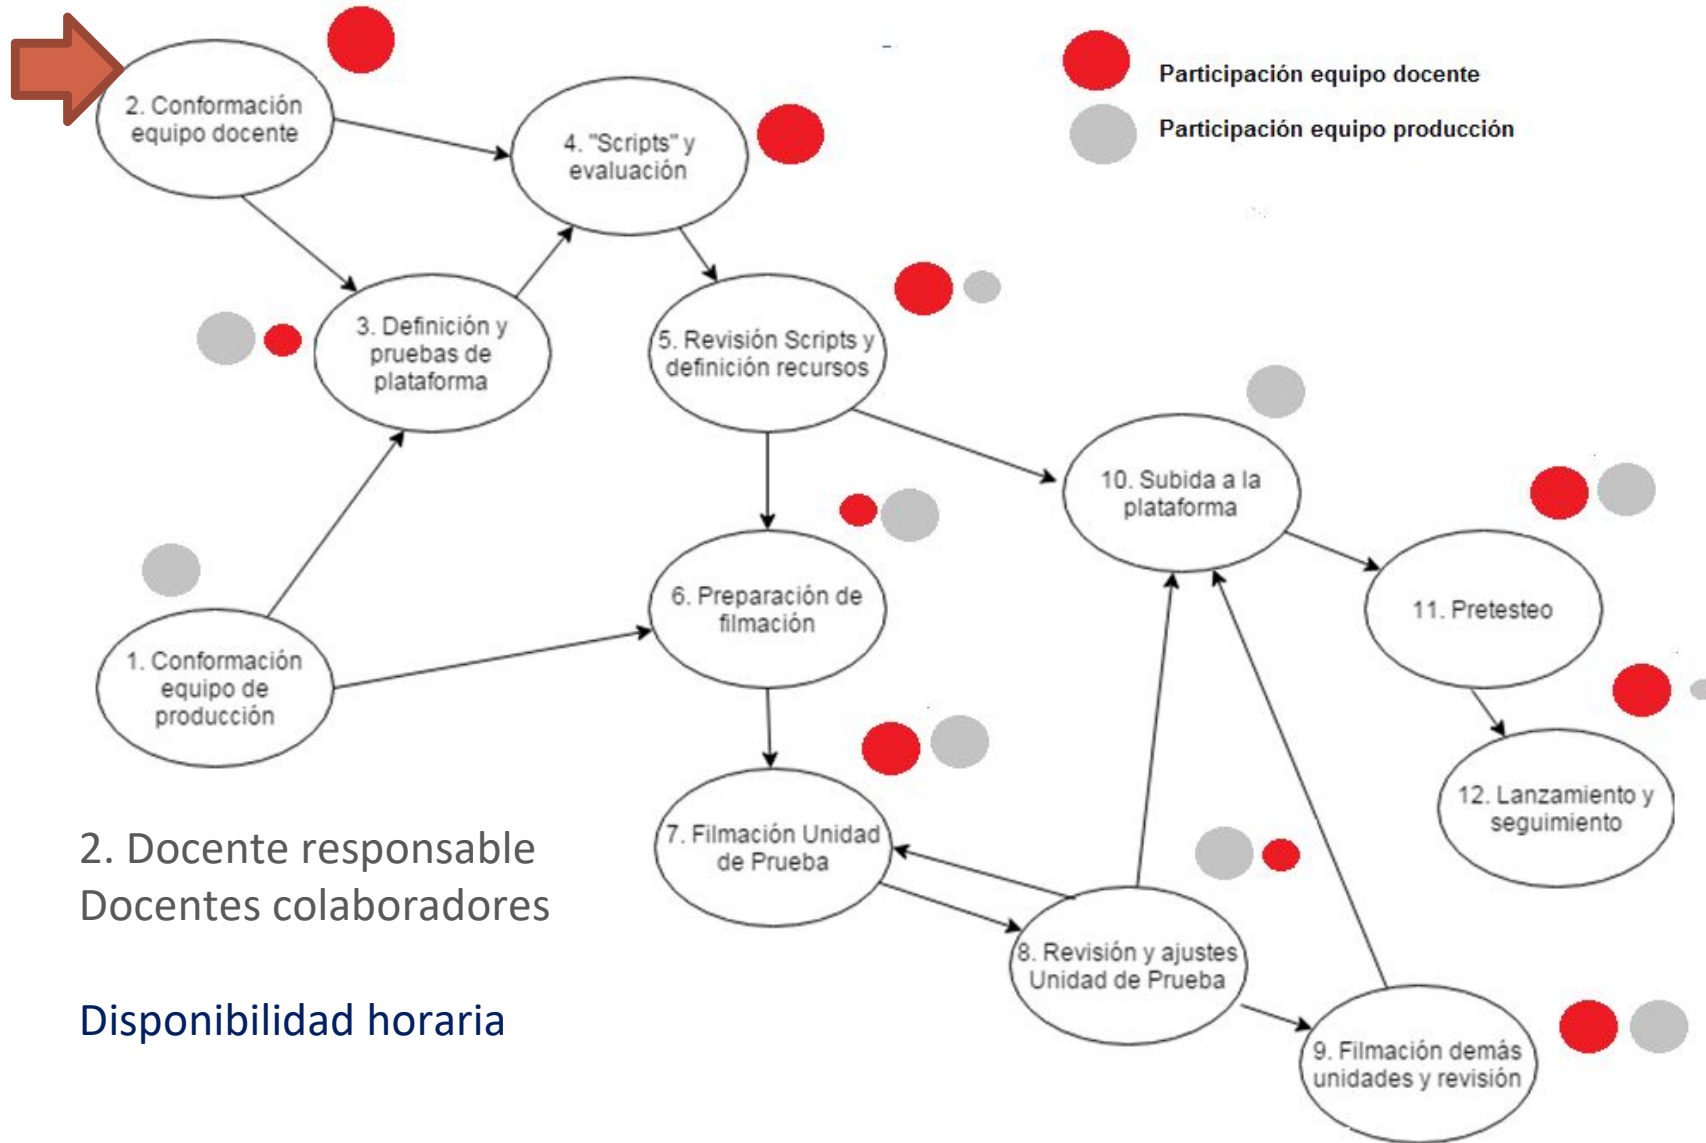 2. Conformación
equipo docente
4. "Scripts" y
evaluación
Participación equipo docente
Participación equipo producción
3. Definición y
pruebas de
plataforma
5. Revisión Scripts y
definición recursos
10. Subida a la
plataforma
6. Preparación de
filmación
11. Pretesteo
1. Conformación
equipo de
producción
12. Lanzamiento y
seguimiento
7. Filmación Unidad
de Prueba
8. Revisión y ajustes
Unidad de Prueba
9. Filmación demás
unidades y revisión
2. Docente responsable
Docentes colaboradores
Disponibilidad horaria